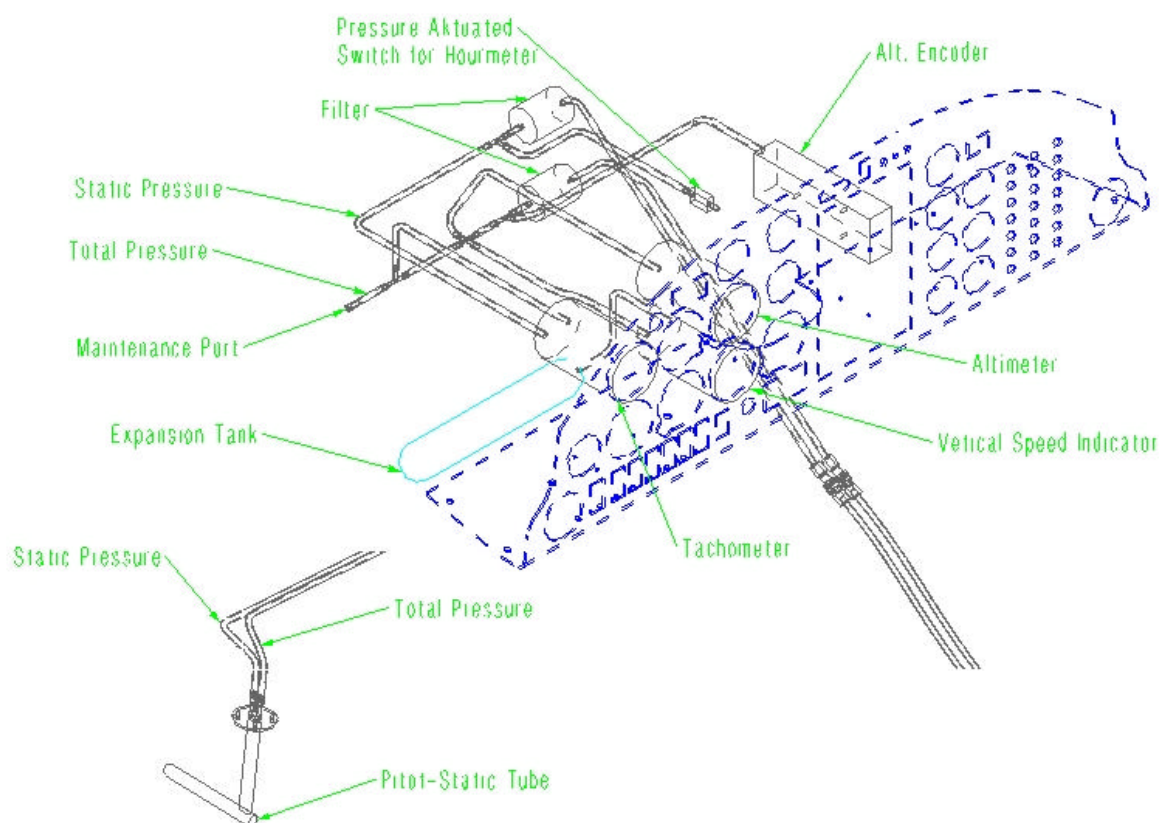 Pressure Aktuated
Switch for Hourmeter
Alt. Encoder
Filter
Static Pressure
Total Pressure
Maintenance Port
Altimeter
Expansion Tank
Vetical Speed Indicator
Tachometer
Static Pressure
Total Pressure
Pitot-Static Tube